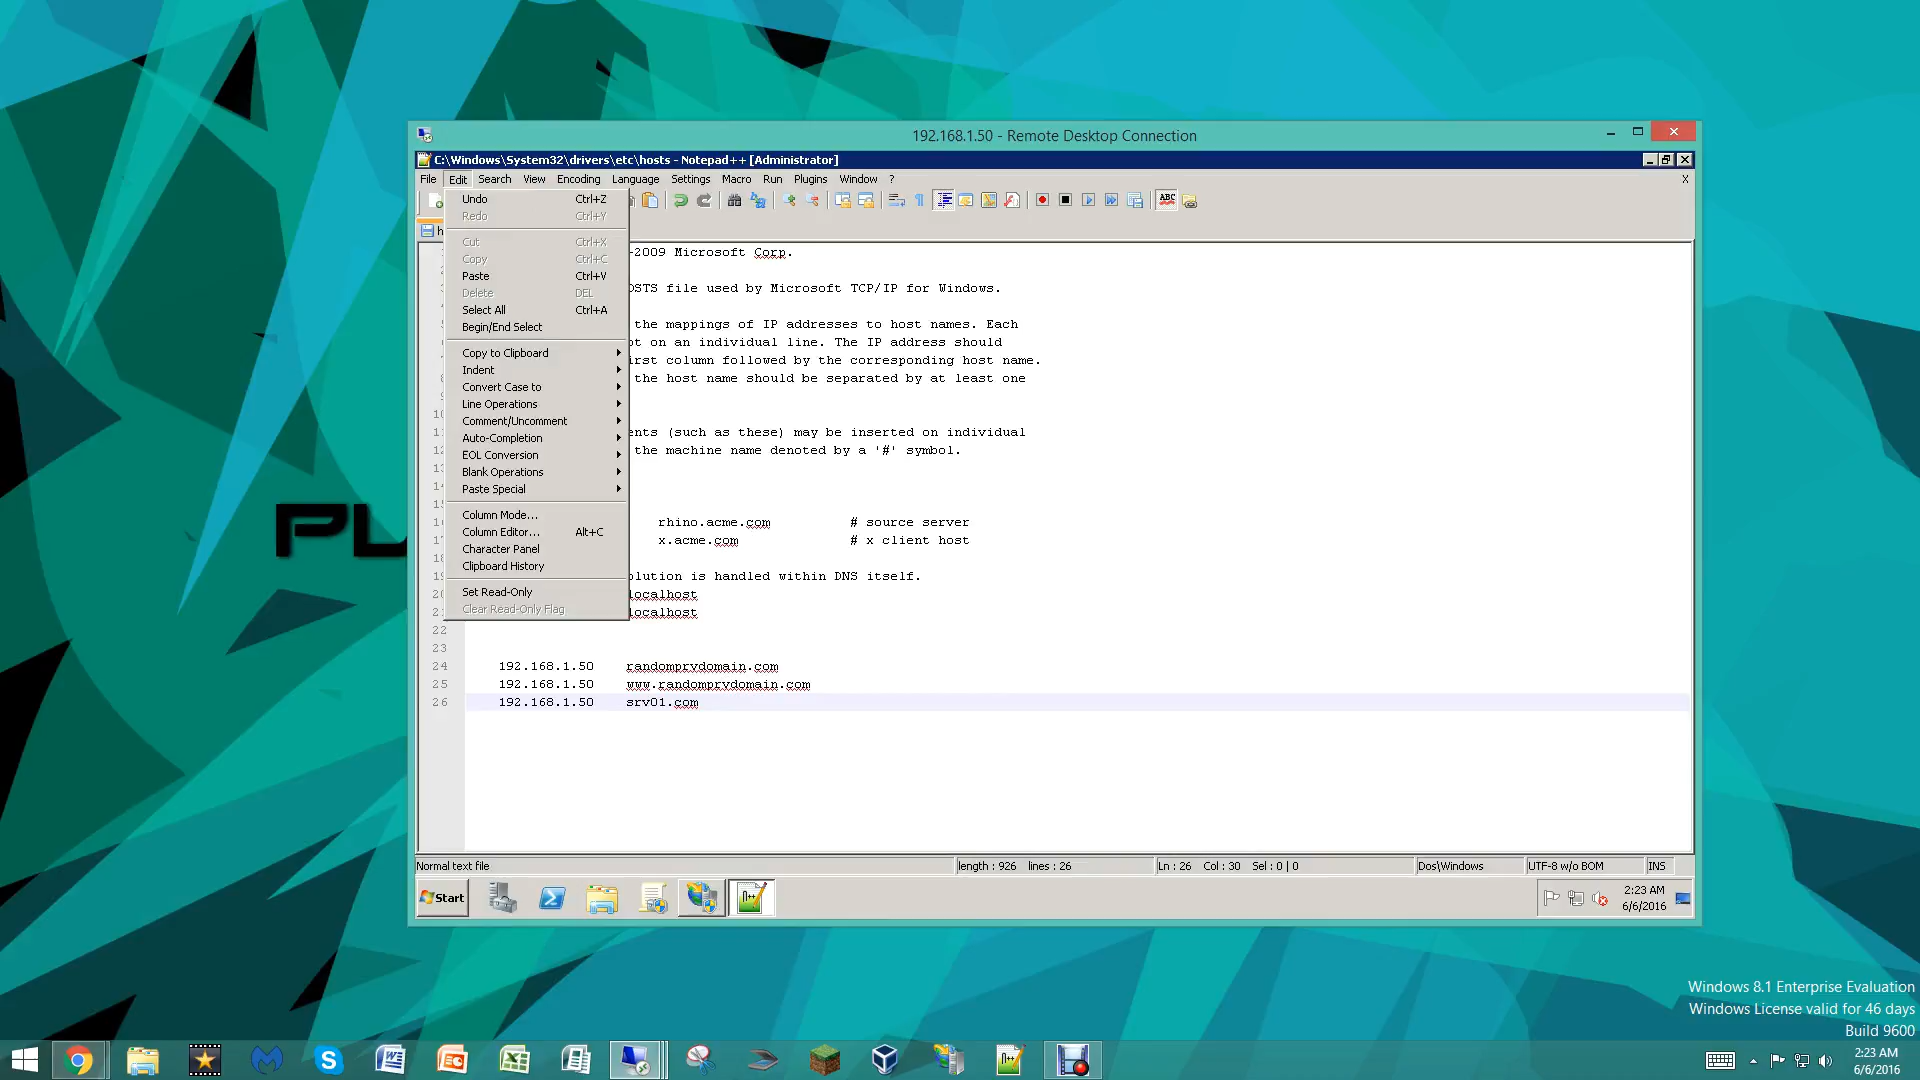 192.168.1.50 - Remote Desktop Connection
C:\Windows\System32\drivers\etc\hosts - Notepad++ [Administrator]
File Edit Search View Encoding Language Settings Macro Run Plugins Window ? X
Undo Ctrl+Z
Redo Ctrl+Y
Cut Ctrl+X
Copy Ctrl+C
Paste Ctrl+V
Delete DEL
Select All Ctrl+A
Begin/End Select
Copy to Clipboard
Indent
Convert Case to
Line Operations
Comment/Uncomment
Auto-Completion
EOL Conversion
Blank Operations
Paste Special
Column Mode...
Column Editor... Alt+C
Character Panel
Clipboard History
Set Read-Only
Clear Read-Only Flag
ABC
-2009 Microsoft Corp.
OSTS file used by Microsoft TCP/IP for Windows.
the mappings of IP addresses to host names. Each
on an individual line. The IP address should
column followed by the corresponding host name.
the host name should be separated by at least one
(such as these) may be inserted on individual
the machine name denoted by a '#' symbol.
rhino.acme.com # source server
x.acme.com # x client host
is handled within DNS itself.
localhost
localhost
22
23
24 192.168.1.50 randomprvdomain.com
25 192.168.1.50 www.randomprvdomain.com
26 192.168.1.50 srv01.com
PL
Normal text file length : 926 lines : 26 Ln : 26 Col : 30 Sel : 0 | 0 Dos\Windows UTF-8 w/o BOM INS
Start
2:23 AM
6/6/2016
Windows 8.1 Enterprise Evaluation
Windows License valid for 46 days
Build 9600
2:23 AM
6/6/2016